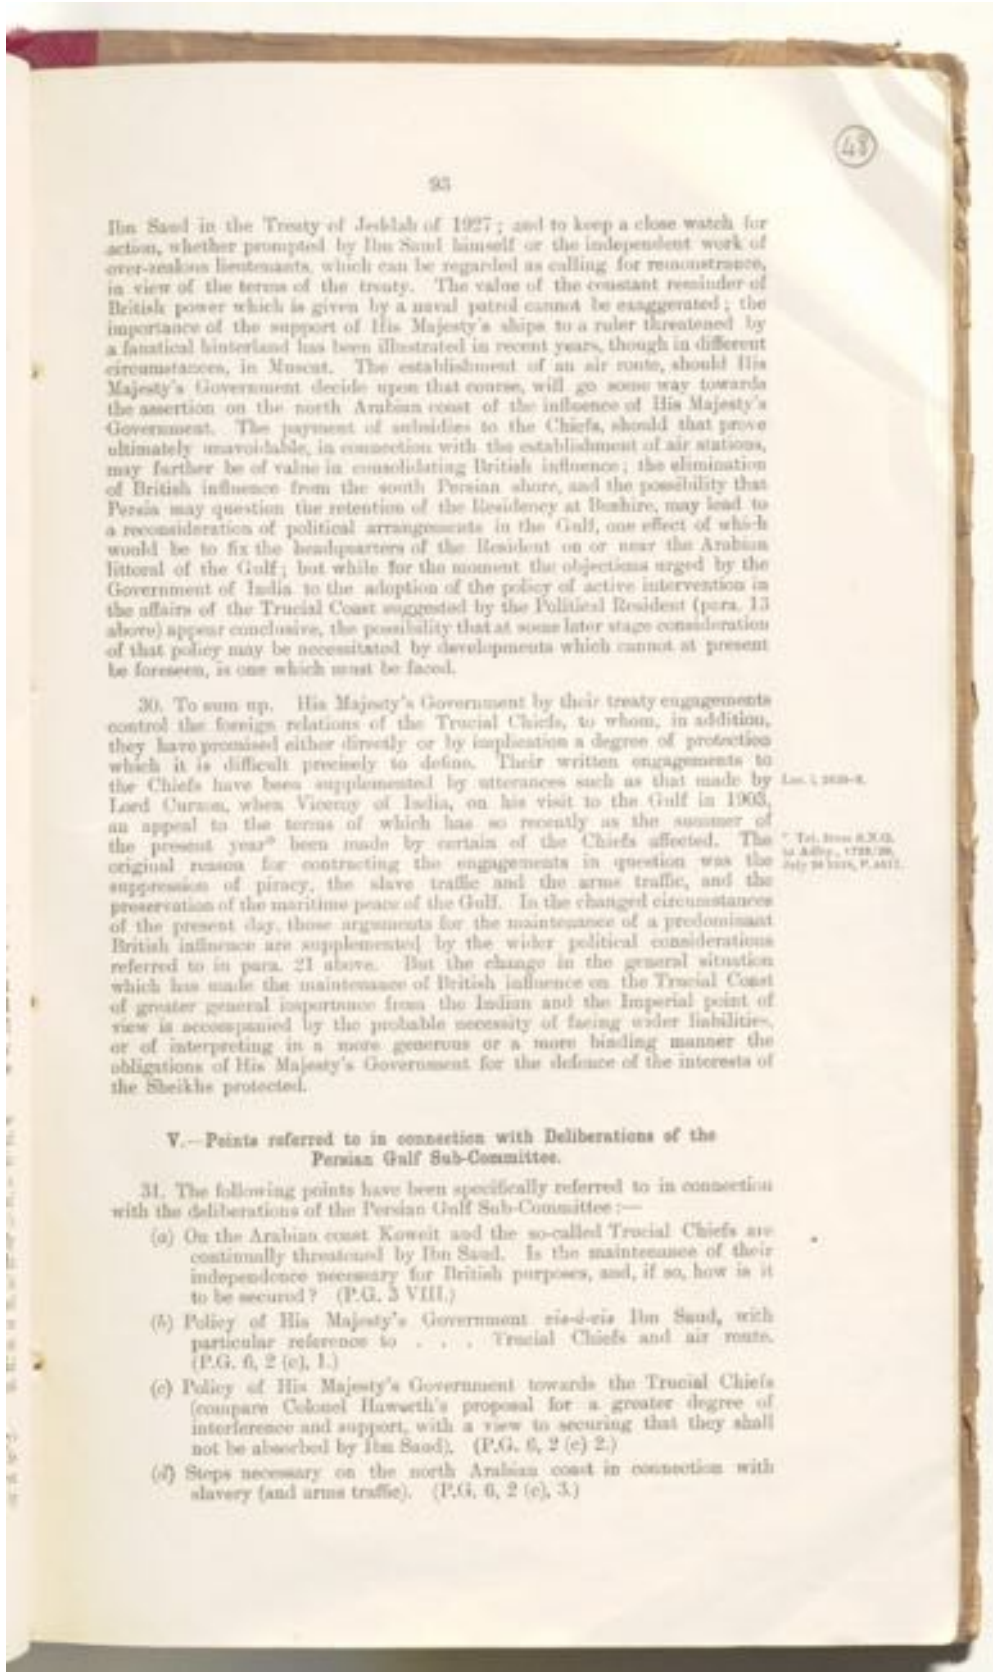 48
93
Ibn Saud in the Treaty of Jeddah of 1927; and to keep a close watch for
action, whether prompted by Ibn Saud himself or the independent work of
over-zealous lieutenants, which can be regarded as calling for remonstrance,
in view of the terms of the treaty. The value of the constant reminder of
British power which is given by a naval patrol cannot be exaggerated; the
importance of the support of His Majesty's ships to a ruler threatened by
a fanatical hinterland has been illustrated in recent years, though in different
circumstances, in Muscat. The establishment of an air route, should His
Majesty's Government decide upon that course, will go some way towards
the assertion on the north Arabian coast of the influence of His Majesty's
Government. The payment of subsidies to the Chiefs, should that prove
ultimately unavoidable, in connection with the establishment of air stations,
may further be of value in consolidating British influence; the elimination
of British influence from the south Persian shore, and the possibility that
Persia may question the retention of the Residency at Bushire, may lead to
a reconsideration of political arrangements in the Gulf, one effect of which
would be to fix the headquarters of the Resident on or near the Arabian
littoral of the Gulf; but while for the moment the objections urged by the
Government of India to the adoption of the policy of active intervention in
the affairs of the Trucial Coast suggested by the Political Resident (para. 13
above) appear conclusive, the possibility that at some later stage consideration
of that policy may be necessitated by developments which cannot at present
be foreseen, is one which must be faced.
30. To sum up. His Majesty's Government by their treaty engagements
control the foreign relations of the Trucial Chiefs, to whom, in addition,
they have promised either directly or by implication a degree of protection
which it is difficult precisely to define. Their written engagements to
the Chiefs have been supplemented by utterances such as that made by
Lord Curzon, when Viceroy of India, on his visit to the Gulf in 1903,
an appeal to the terms of which has so recently as the summer of
the present year* been made by certain of the Chiefs affected. The
original reason for contracting the engagements in question was the
suppression of piracy, the slave traffic and the arms traffic, and the
preservation of the maritime peace of the Gulf. In the changed circumstances
of the present day, those arguments for the maintenance of a predominant
British influence are supplemented by the wider political considerations
referred to in para. 21 above. But the change in the general situation
which has made the maintenance of British influence on the Trucial Coast
of greater general importance from the Indian and the Imperial point of
view is accompanied by the probable necessity of facing wider liabilities,
or of interpreting in a more generous or a more binding manner the
obligations of His Majesty's Government for the defence of the interests of
the Sheikhs protected.
Lor. i,
* Tel. from S.N.O.
to Adlty.,
July
V.—Points referred to in connection with Deliberations of the
Persian Gulf Sub-Committee.
31. The following points have been specifically referred to in connection
with the deliberations of the Persian Gulf Sub-Committee:—
(a) On the Arabian coast Koweit and the so-called Trucial Chiefs are
continually threatened by Ibn Saud. Is the maintenance of their
independence necessary for British purposes, and, if so, how is it
to be secured? (P.G. 3 VIII.)
(b) Policy of His Majesty's Government vis-à-vis Ibn Saud, with
particular reference to . . . Trucial Chiefs and air route.
(P.G. 6, 2 (c), 1.)
(c) Policy of His Majesty's Government towards the Trucial Chiefs
(compare Colonel Haworth's proposal for a greater degree of
interference and support, with a view to securing that they shall
not be absorbed by Ibn Saud). (P.G. 6, 2 (c) 2.)
(d) Steps necessary on the north Arabian coast in connection with
slavery (and arms traffic). (P.G. 6, 2 (c), 3.)